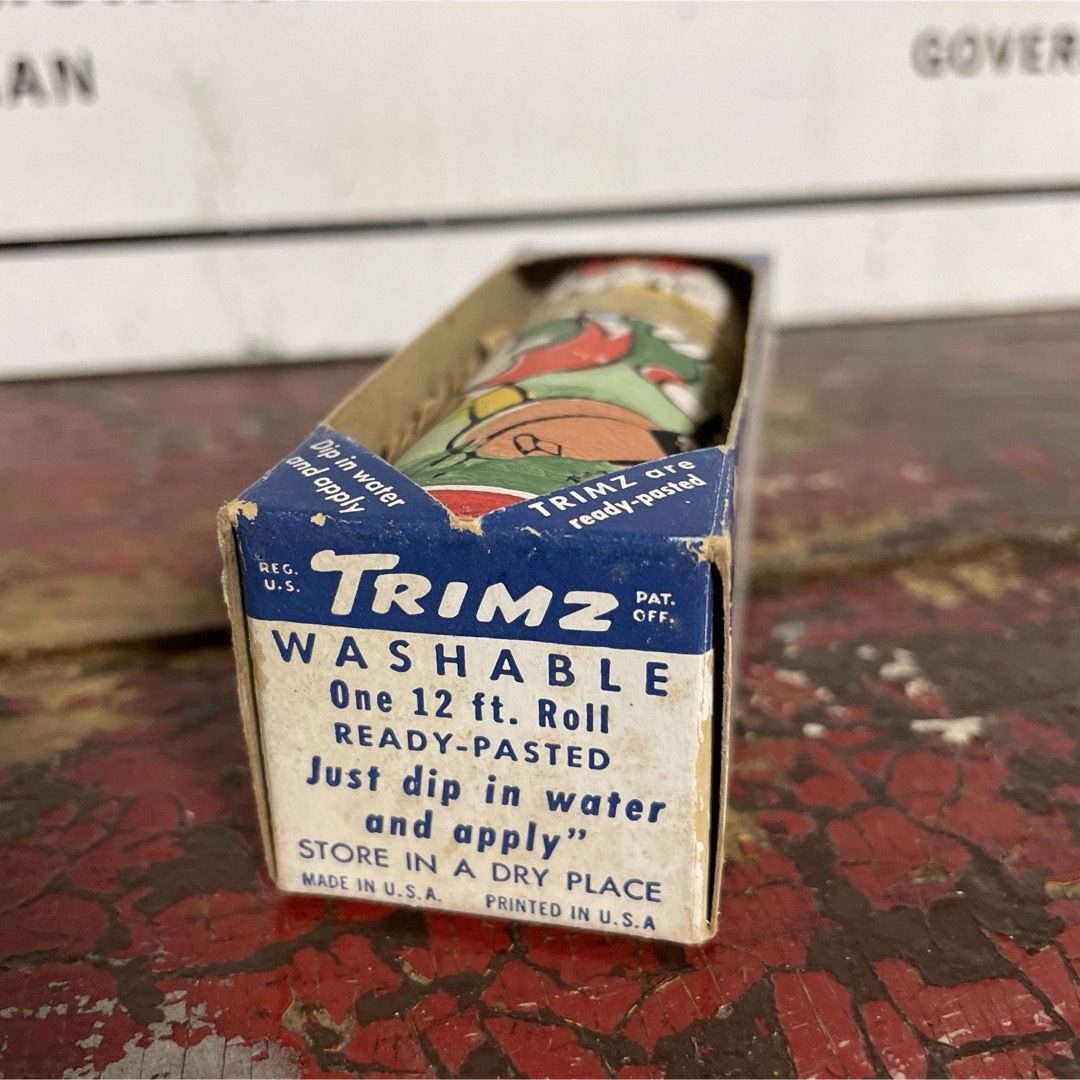 AN
GOVER
Dip in water
and apply
TRIMZ are
ready-pasted
REG.
U.S.
TRIMZ
PAT.
OFF.
WASHABLE
One 12 ft. Roll
READY-PASTED
Just dip in water
and apply”
STORE IN A DRY PLACE
MADE IN U.S.A.
PRINTED IN U.S.A